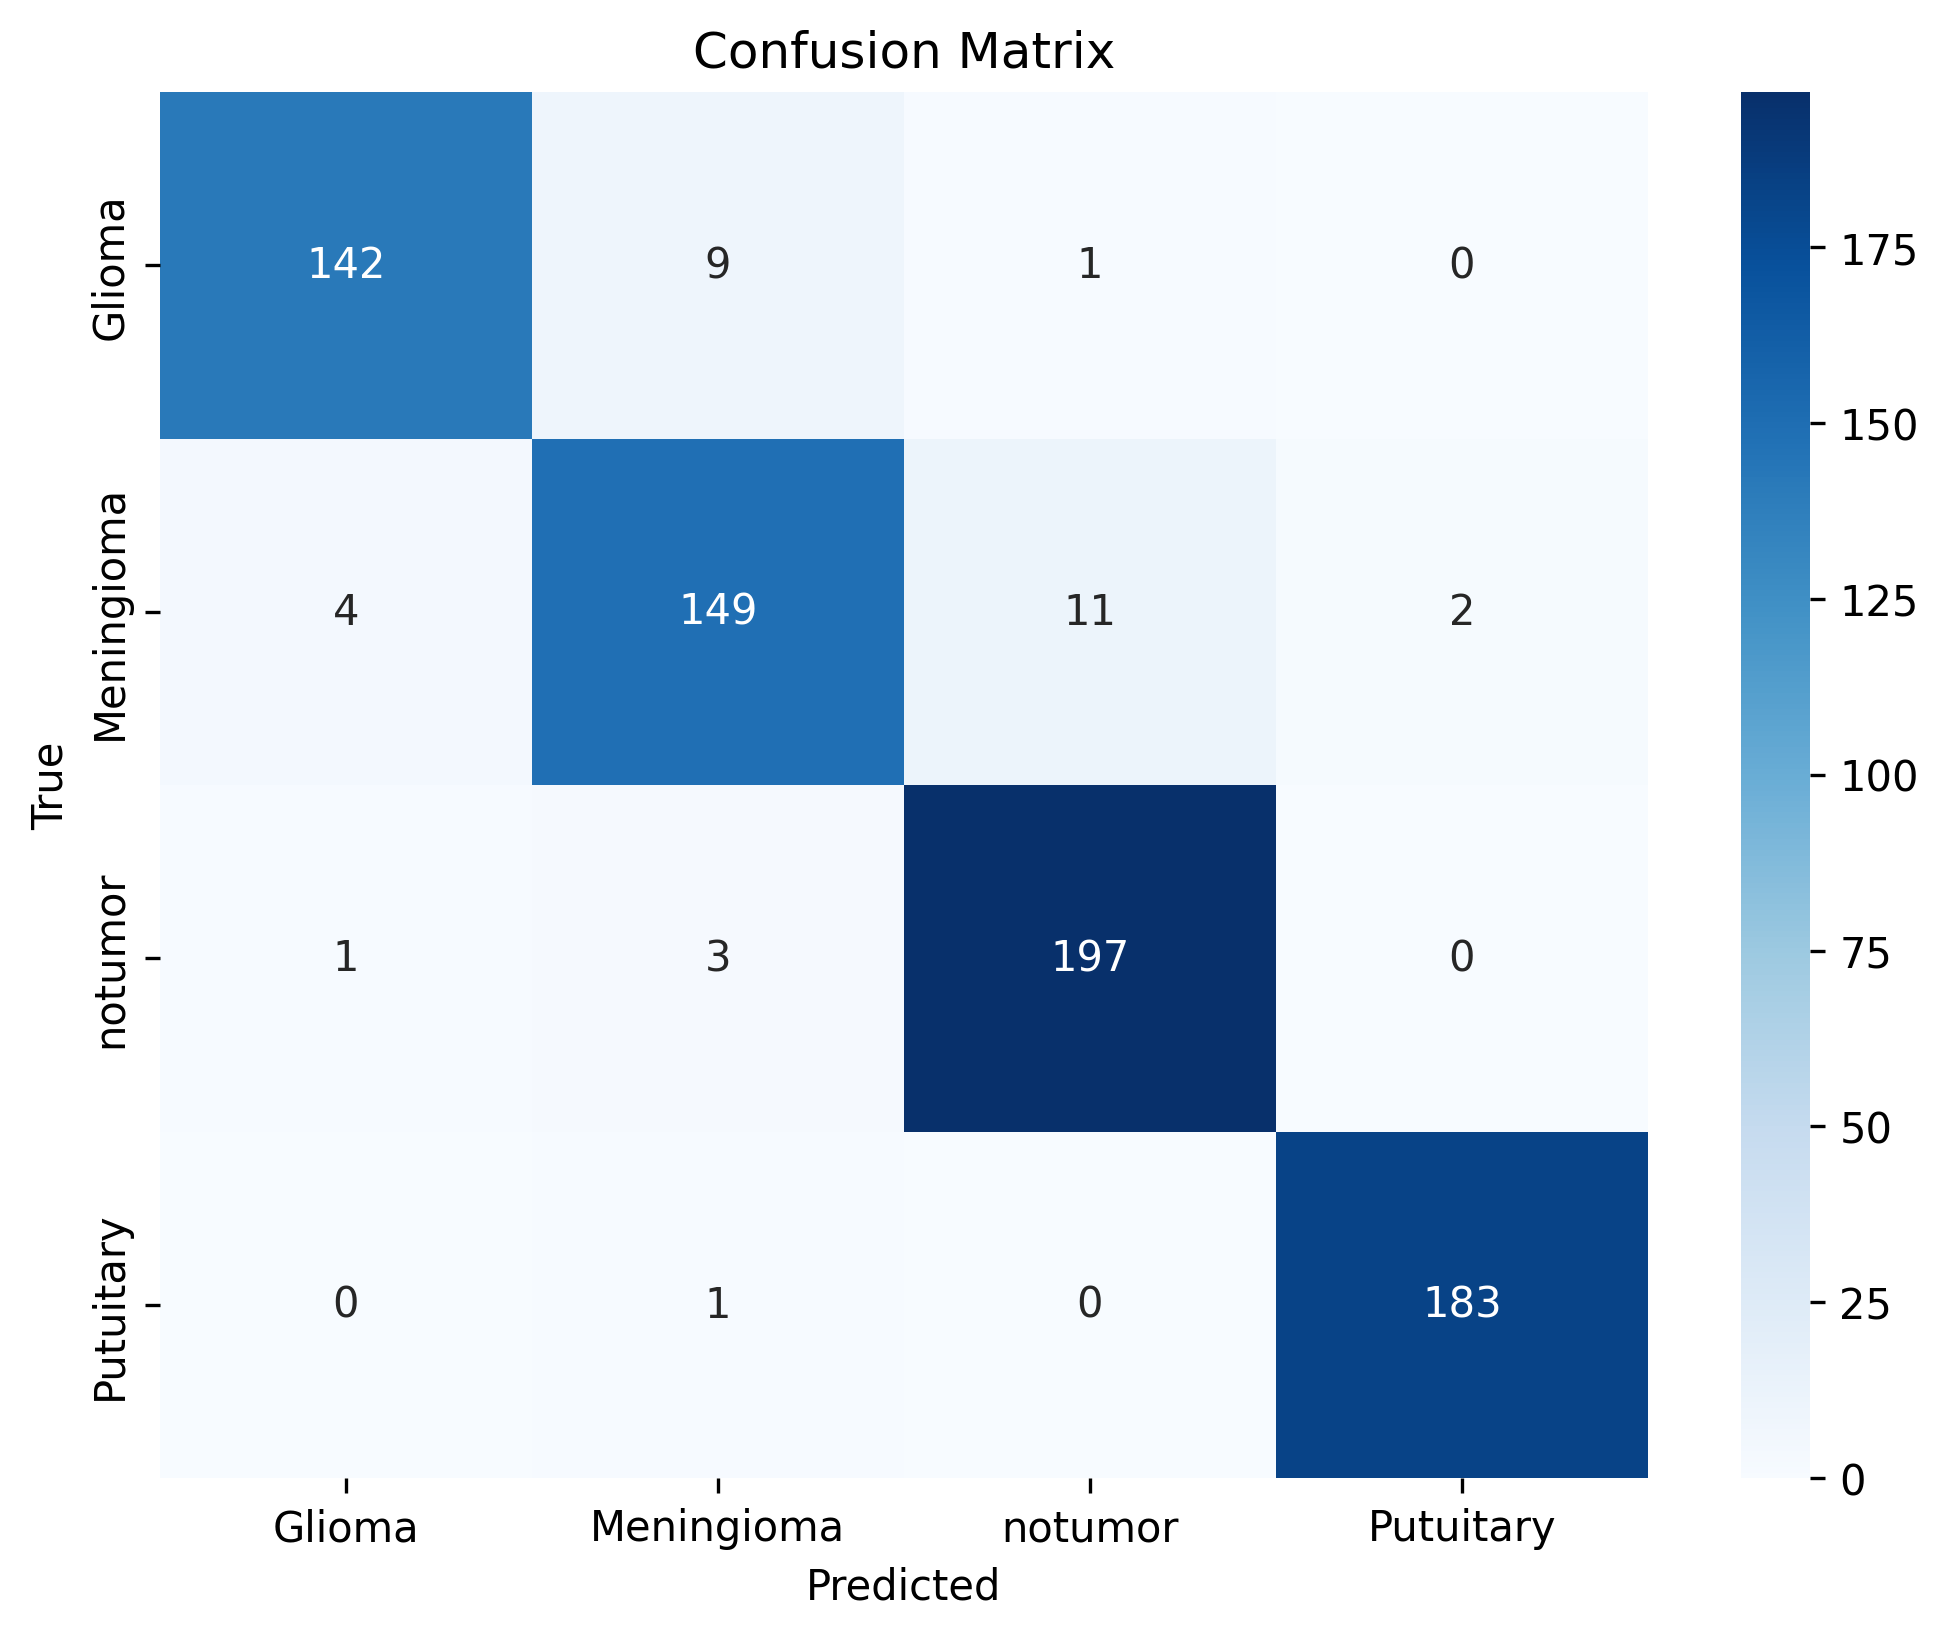 Confusion Matrix
True
Glioma
142 9 1 0
Meningioma
4 149 11 2
notumor
1 3 197 0
Putuitary
0 1 0 183
Glioma Meningioma notumor Putuitary
Predicted
175
150
125
100
75
50
25
0